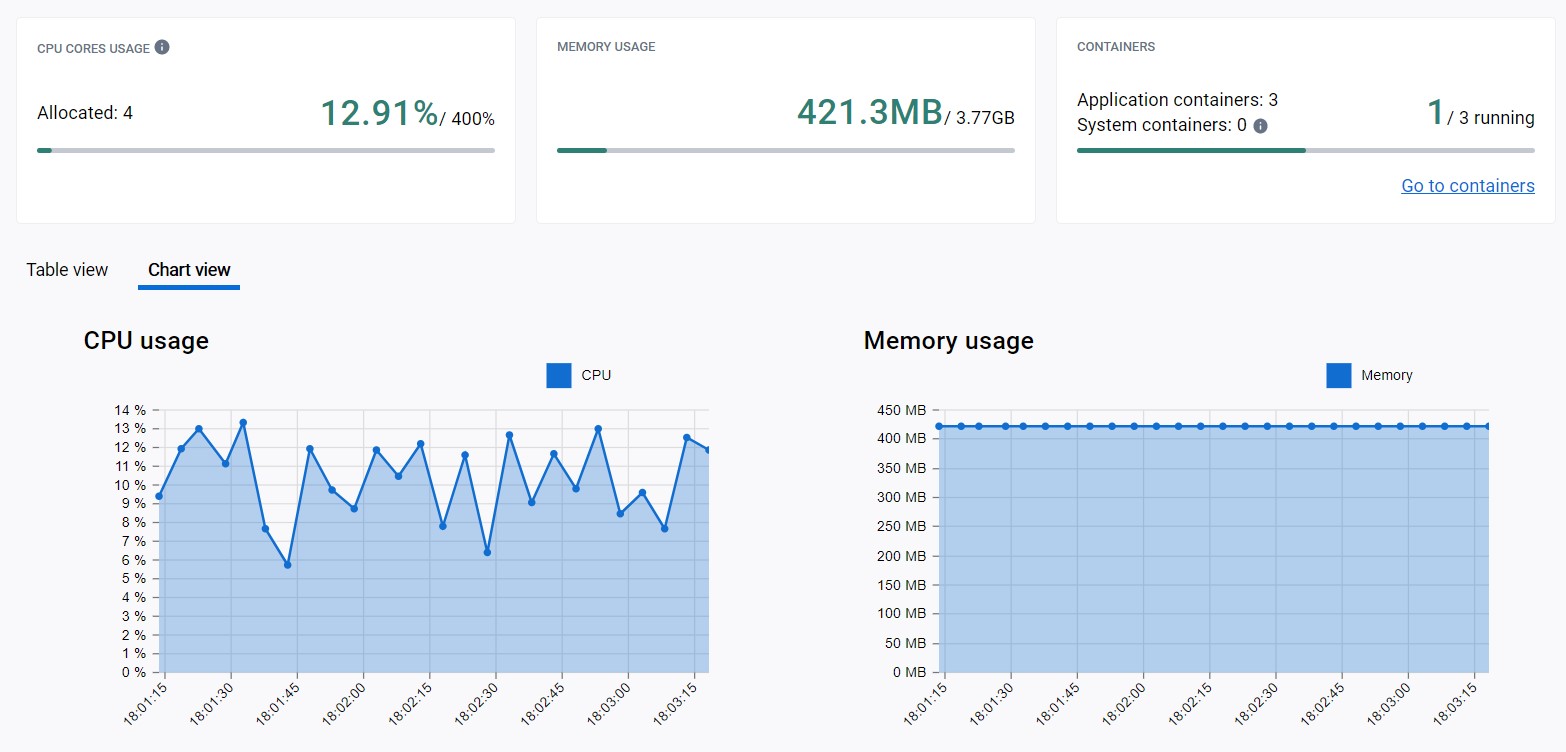 CPU CORES USAGE
Allocated: 4
12.91% / 400%
MEMORY USAGE
421.3MB / 3.77GB
CONTAINERS
Application containers: 3
System containers: 0
1 / 3 running
Go to containers
Table view
Chart view
CPU usage
CPU
14 %
13 %
12 %
11 %
10 %
9 %
8 %
7 %
6 %
5 %
4 %
3 %
2 %
1 %
0 %
18:01:15
18:01:30
18:01:45
18:02:00
18:02:15
18:02:30
18:02:45
18:03:00
18:03:15
Memory usage
Memory
450 MB
400 MB
350 MB
300 MB
250 MB
200 MB
150 MB
100 MB
50 MB
0 MB
18:01:15
18:01:30
18:01:45
18:02:00
18:02:15
18:02:30
18:02:45
18:03:00
18:03:15